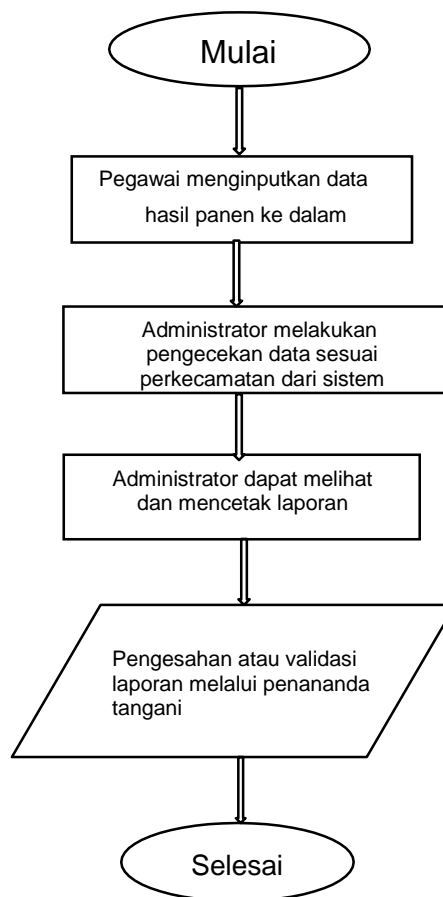 Mulai
Pegawai menginputkan data
hasil panen ke dalam
Administrator melakukan
pengecekan data sesuai
perkecamatan dari sistem
Administrator dapat melihat
dan mencetak laporan
Pengesahan atau validasi
laporan melalui penananda
tangani
Selesai